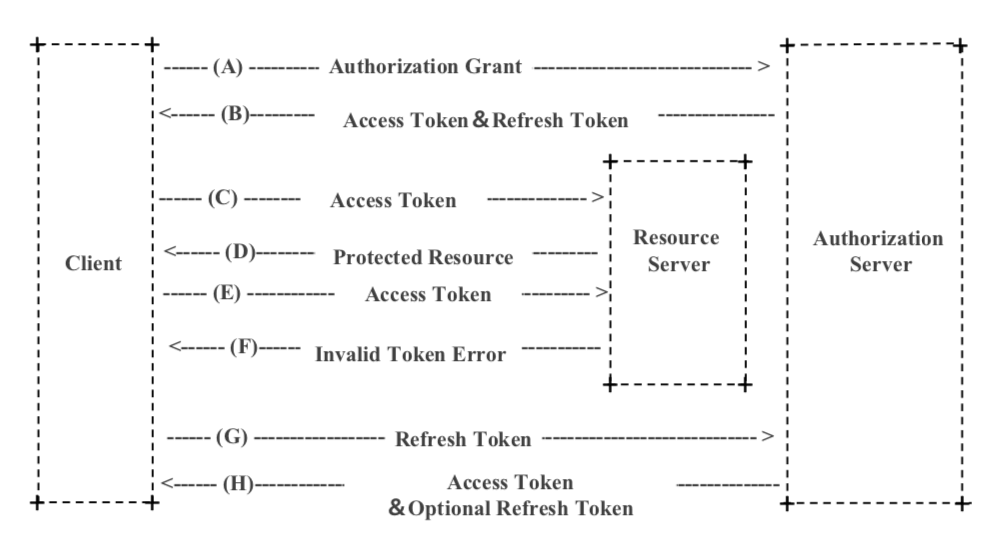 (A) Authorization Grant
(B) Access Token & Refresh Token
(C) Access Token
(D) Protected Resource
Client
Resource
Server
Authorization
Server
(E) Access Token
(F) Invalid Token Error
(G) Refresh Token
(H) Access Token
& Optional Refresh Token